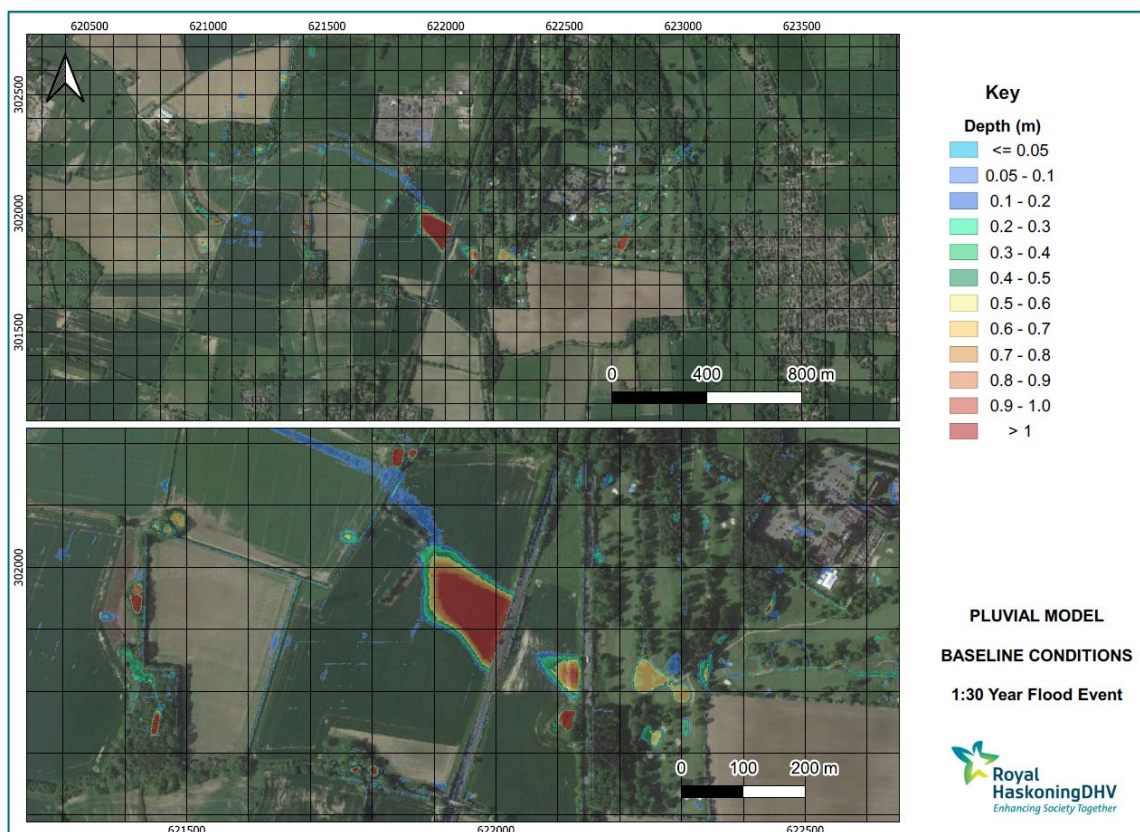 620500 621000 621500 622000 622500 623000 623500
302500
302000
301500
0 400 800 m
302000
0 100 200 m
621500 622000 622500
Key
Depth (m)
<= 0.05
0.05 - 0.1
0.1 - 0.2
0.2 - 0.3
0.3 - 0.4
0.4 - 0.5
0.5 - 0.6
0.6 - 0.7
0.7 - 0.8
0.8 - 0.9
0.9 - 1.0
> 1
PLUVIAL MODEL
BASELINE CONDITIONS
1:30 Year Flood Event
Royal
HaskoningDHV
Enhancing Society Together